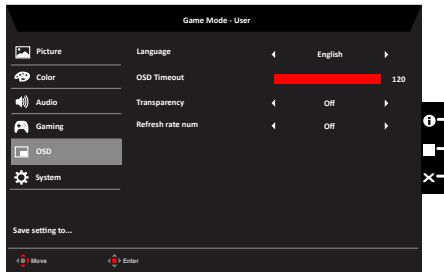 Game Mode - User
Picture
Color
Audio
Gaming
OSD
System
Language English
OSD Timeout 120
Transparency Off
Refresh rate num Off
Save setting to...
Move Enter